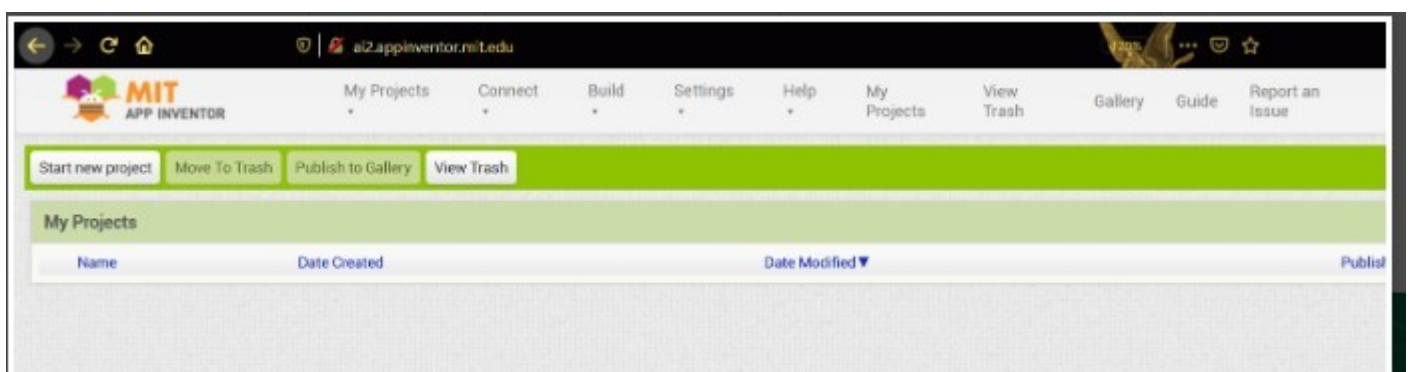 ai2.appinventor.mit.edu
120%
MIT
APP INVENTOR
My Projects Connect Build Settings Help My Projects View Trash Gallery Guide Report an Issue
Start new project Move To Trash Publish to Gallery View Trash
My Projects
Name Date Created Date Modified▼ Publish